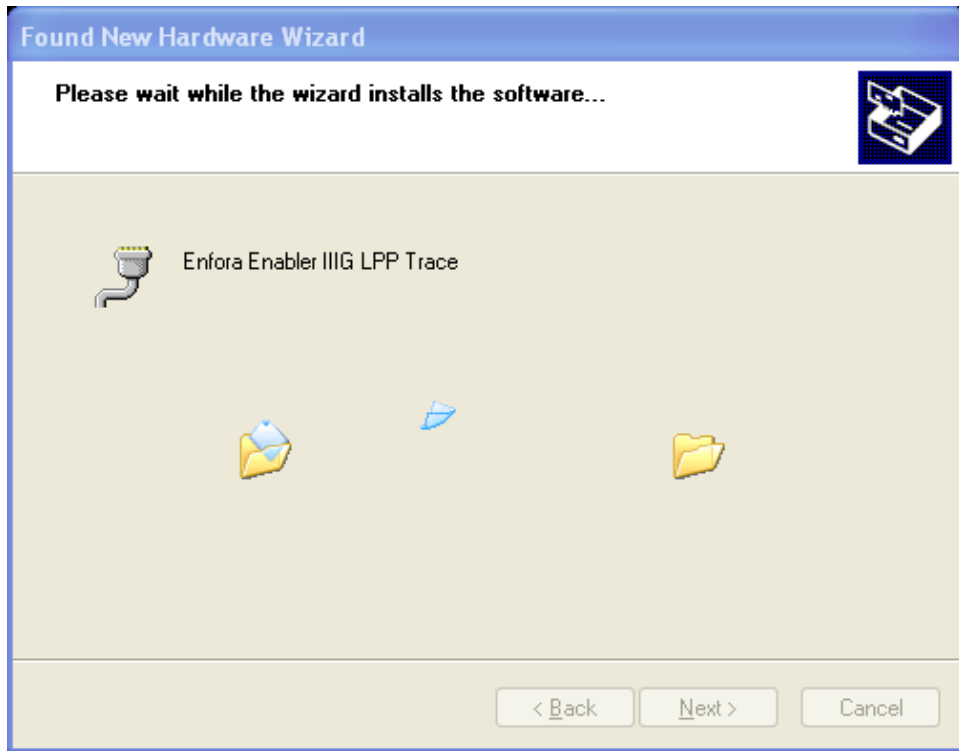 Found New Hardware Wizard
Please wait while the wizard installs the software...
Enfora Enabler IIIG LPP Trace
< Back
Next >
Cancel